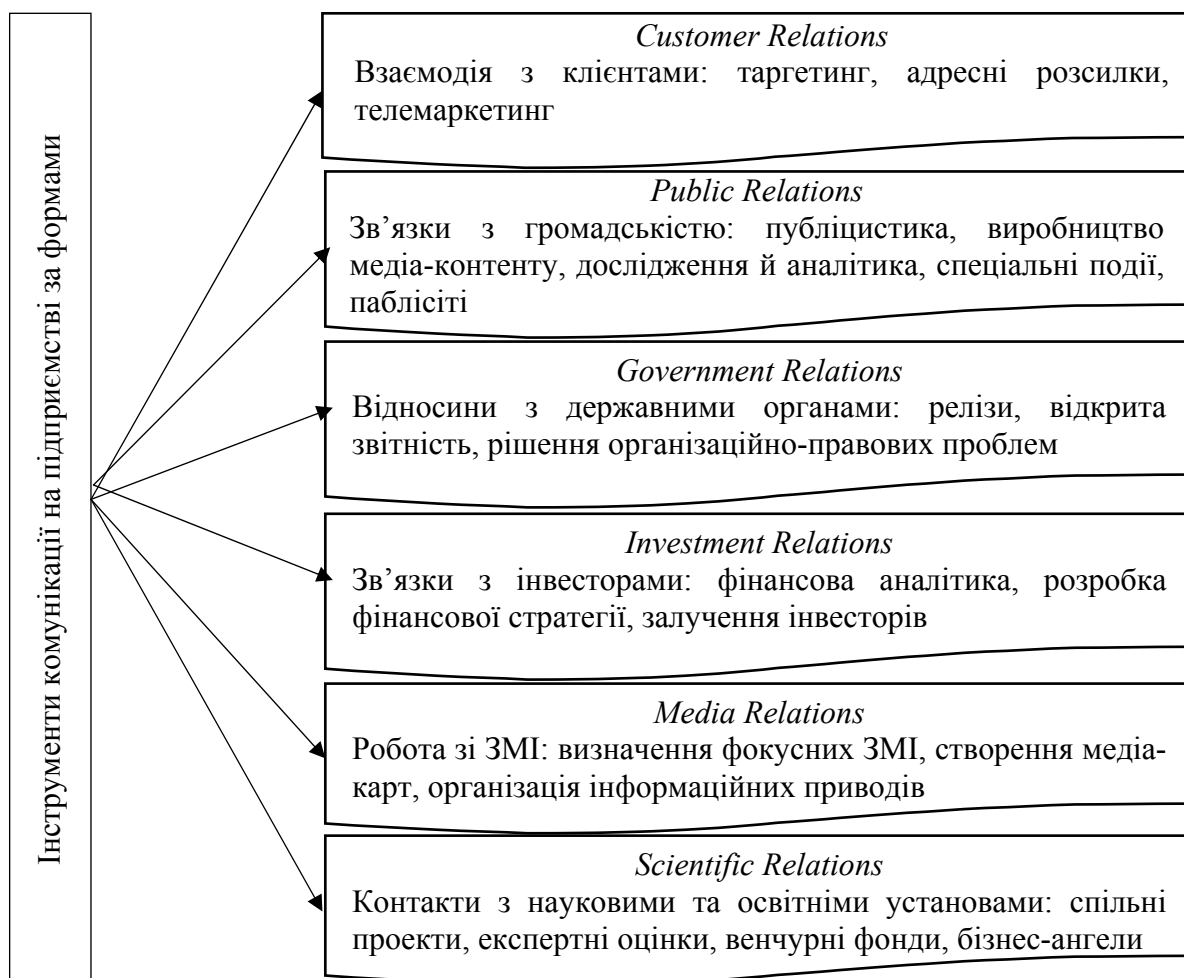 Інструменти комунікації на підприємстві за формами
Customer Relations
Взаємодія з клієнтами: таргетинг, адресні розсилки,
телемаркетинг
Public Relations
Зв’язки з громадськістю: публіцистика, виробництво
медіа-контенту, дослідження й аналітика, спеціальні події,
паблісіті
Government Relations
Відносини з державними органами: релізи, відкрита
звітність, рішення організаційно-правових проблем
Investment Relations
Зв’язки з інвесторами: фінансова аналітика, розробка
фінансової стратегії, залучення інвесторів
Media Relations
Робота зі ЗМІ: визначення фокусних ЗМІ, створення медіа-
карт, організація інформаційних приводів
Scientific Relations
Контакти з науковими та освітніми установами: спільні
проекти, експертні оцінки, венчурні фонди, бізнес-ангели